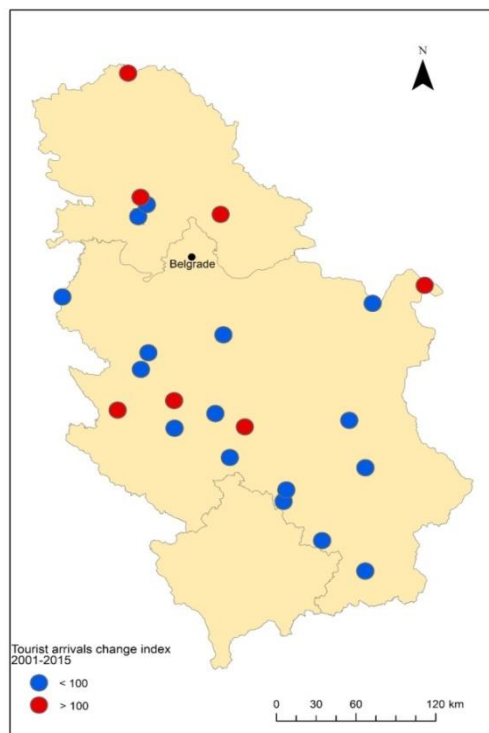 N
Belgrade
Tourist arrivals change index
2001-2015
< 100
> 100
0 30 60 120 km